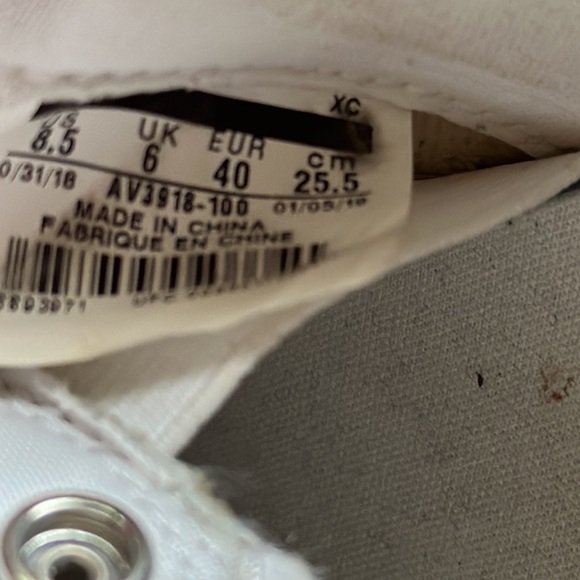 XC
US UK EUR cm
8.5 6 40 25.5
0/31/18 AV3918-100 01/05/19
MADE IN CHINA
FABRIQUE EN CHINE